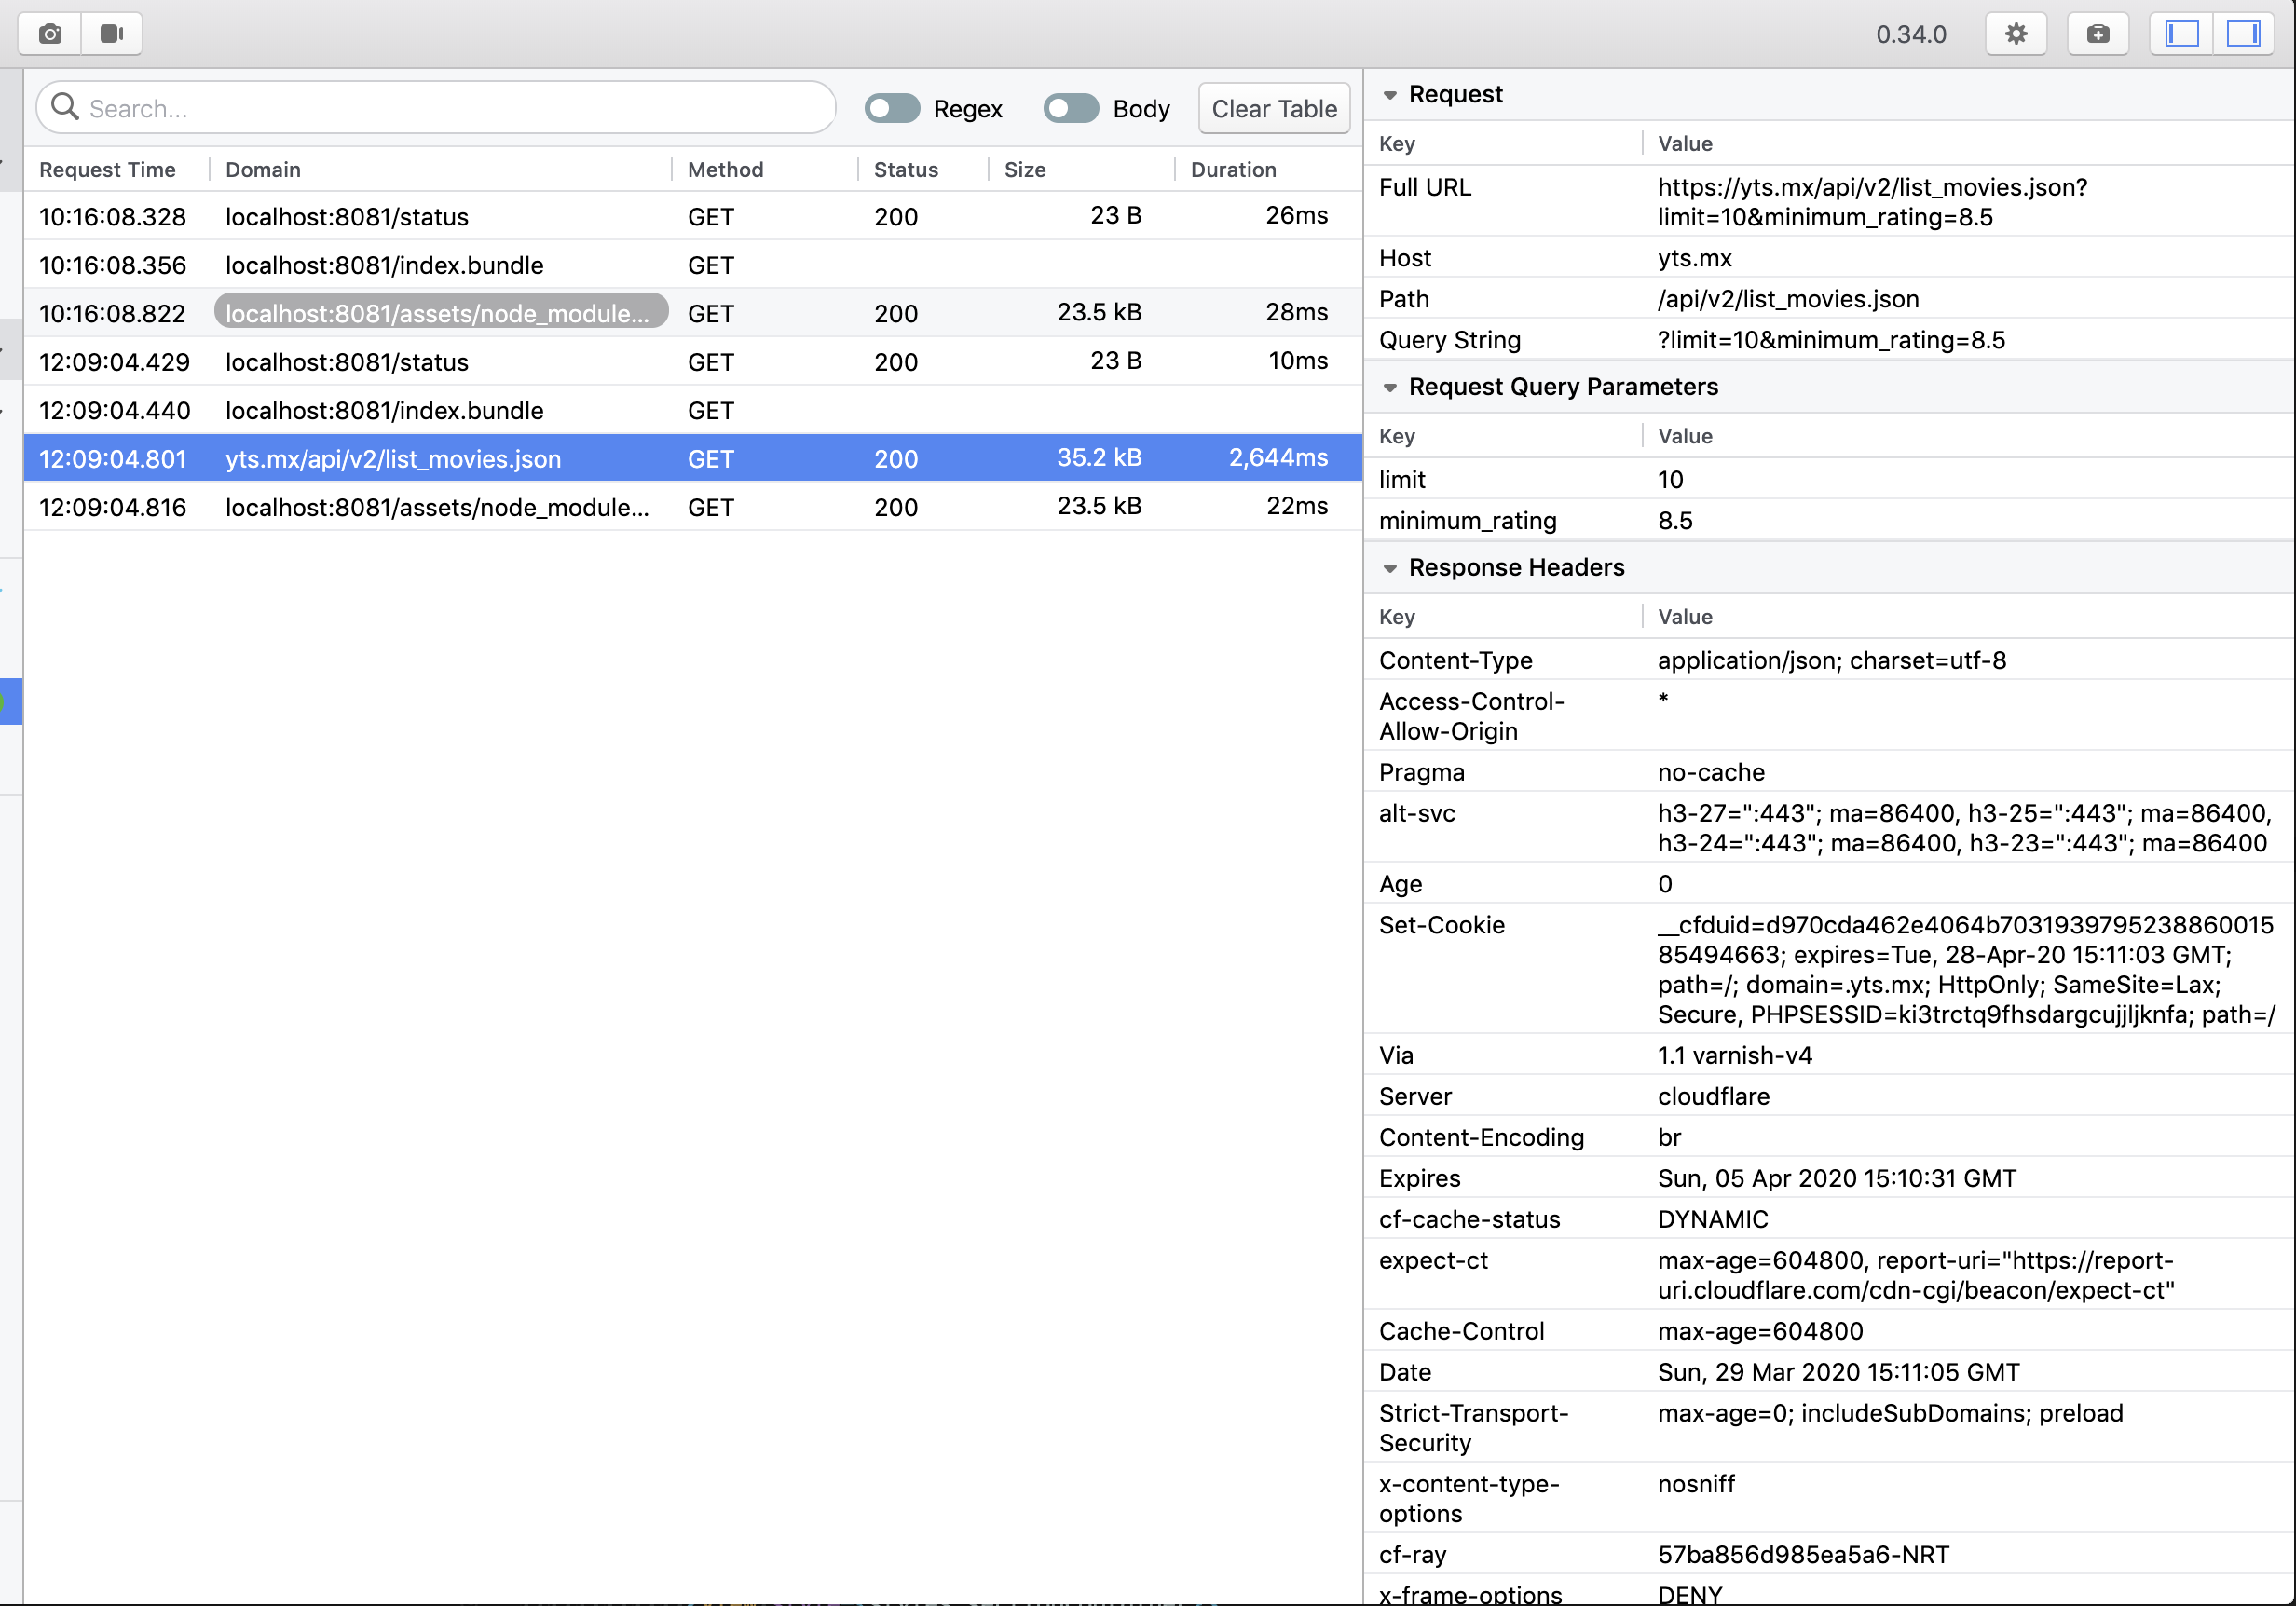 0.34.0
Search...
Regex
Body
Clear Table
Request Time Domain Method Status Size Duration
10:16:08.328 localhost:8081/status GET 200 23 B 26ms
10:16:08.356 localhost:8081/index.bundle GET
10:16:08.822 localhost:8081/assets/node_module... GET 200 23.5 kB 28ms
12:09:04.429 localhost:8081/status GET 200 23 B 10ms
12:09:04.440 localhost:8081/index.bundle GET
12:09:04.801 yts.mx/api/v2/list_movies.json GET 200 35.2 kB 2,644ms
12:09:04.816 localhost:8081/assets/node_module... GET 200 23.5 kB 22ms
Request
Key Value
Full URL https://yts.mx/api/v2/list_movies.json?
limit=10&minimum_rating=8.5
Host yts.mx
Path /api/v2/list_movies.json
Query String ?limit=10&minimum_rating=8.5
Request Query Parameters
Key Value
limit 10
minimum_rating 8.5
Response Headers
Key Value
Content-Type application/json; charset=utf-8
Access-Control- *
Allow-Origin
Pragma no-cache
alt-svc h3-27=":443"; ma=86400, h3-25=":443"; ma=86400,
h3-24=":443"; ma=86400, h3-23=":443"; ma=86400
Age 0
Set-Cookie __cfduid=d970cda462e4064b70319397952388600​15
85494663; expires=Tue, 28-Apr-20 15:11:03 GMT;
path=/; domain=.yts.mx; HttpOnly; SameSite=Lax;
Secure, PHPSESSID=ki3trctq9fhsdargcujjljknfa; path=/
Via 1.1 varnish-v4
Server cloudflare
Content-Encoding br
Expires Sun, 05 Apr 2020 15:10:31 GMT
cf-cache-status DYNAMIC
expect-ct max-age=604800, report-uri="https://report-
uri.cloudflare.com/cdn-cgi/beacon/expect-ct"
Cache-Control max-age=604800
Date Sun, 29 Mar 2020 15:11:05 GMT
Strict-Transport- max-age=0; includeSubDomains; preload
Security
x-content-type- nosniff
options
cf-ray 57ba856d985ea5a6-NRT
x-frame-options DENY